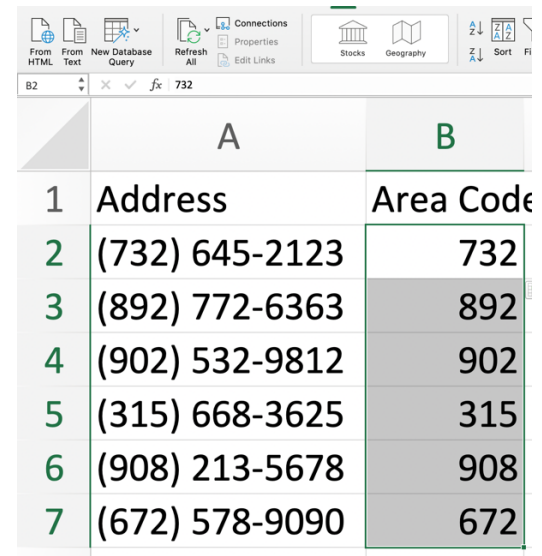 Connections
Properties
Edit Links
From HTML
From Text
New Database Query
Refresh All
Stocks
Geography
A Z
Z A
A Z Z A
Sort
B2
fx 732
A B
1 Address Area Code
2 (732) 645-2123 732
3 (892) 772-6363 892
4 (902) 532-9812 902
5 (315) 668-3625 315
6 (908) 213-5678 908
7 (672) 578-9090 672